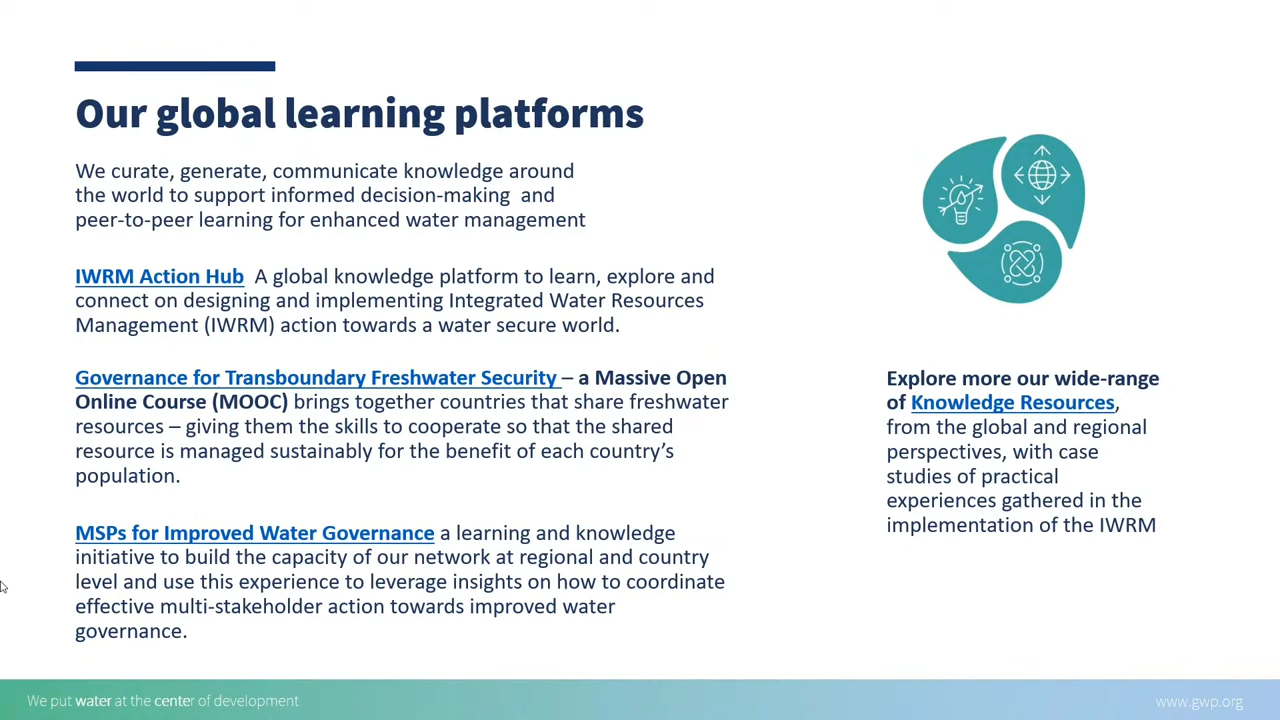 Our global learning platforms
We curate, generate, communicate knowledge around
the world to support informed decision-making and
peer-to-peer learning for enhanced water management
IWRM Action Hub A global knowledge platform to learn, explore and
connect on designing and implementing Integrated Water Resources
Management (IWRM) action towards a water secure world.
Governance for Transboundary Freshwater Security – a Massive Open
Online Course (MOOC) brings together countries that share freshwater
resources – giving them the skills to cooperate so that the shared
resource is managed sustainably for the benefit of each country’s
population.
MSPs for Improved Water Governance a learning and knowledge
initiative to build the capacity of our network at regional and country
level and use this experience to leverage insights on how to coordinate
effective multi-stakeholder action towards improved water
governance.
Explore more our wide-range
of Knowledge Resources,
from the global and regional
perspectives, with case
studies of practical
experiences gathered in the
implementation of the IWRM
We put water at the center of development
www.gwp.org